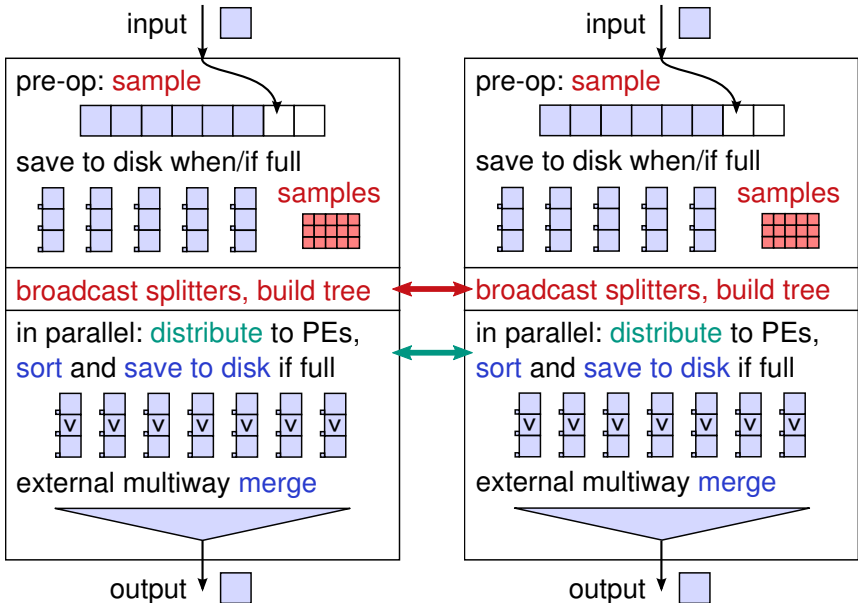 input
pre-op: sample
save to disk when/if full
samples
broadcast splitters, build tree
in parallel: distribute to PEs,
sort and save to disk if full
v v v v v v v
external multiway merge
output
input
pre-op: sample
save to disk when/if full
samples
broadcast splitters, build tree
in parallel: distribute to PEs,
sort and save to disk if full
v v v v v v v
external multiway merge
output